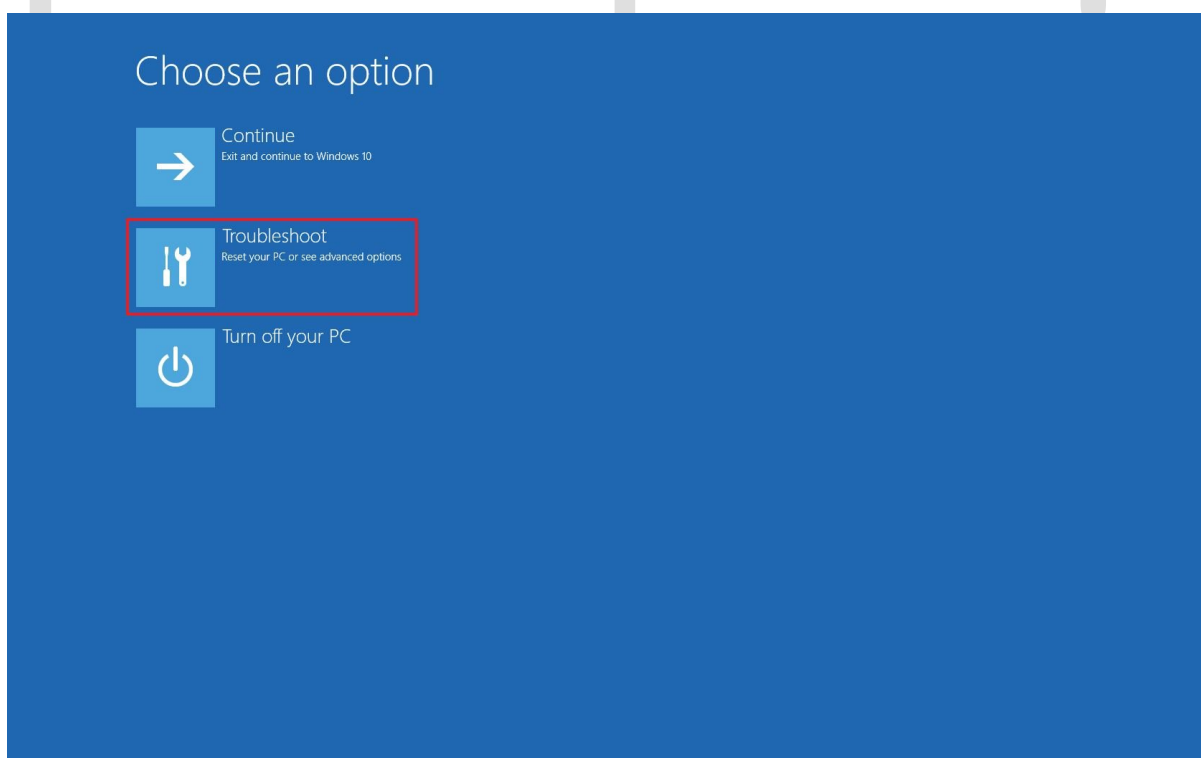 Choose an option
Continue
Exit and continue to Windows 10
Troubleshoot
Reset your PC or see advanced options
Turn off your PC